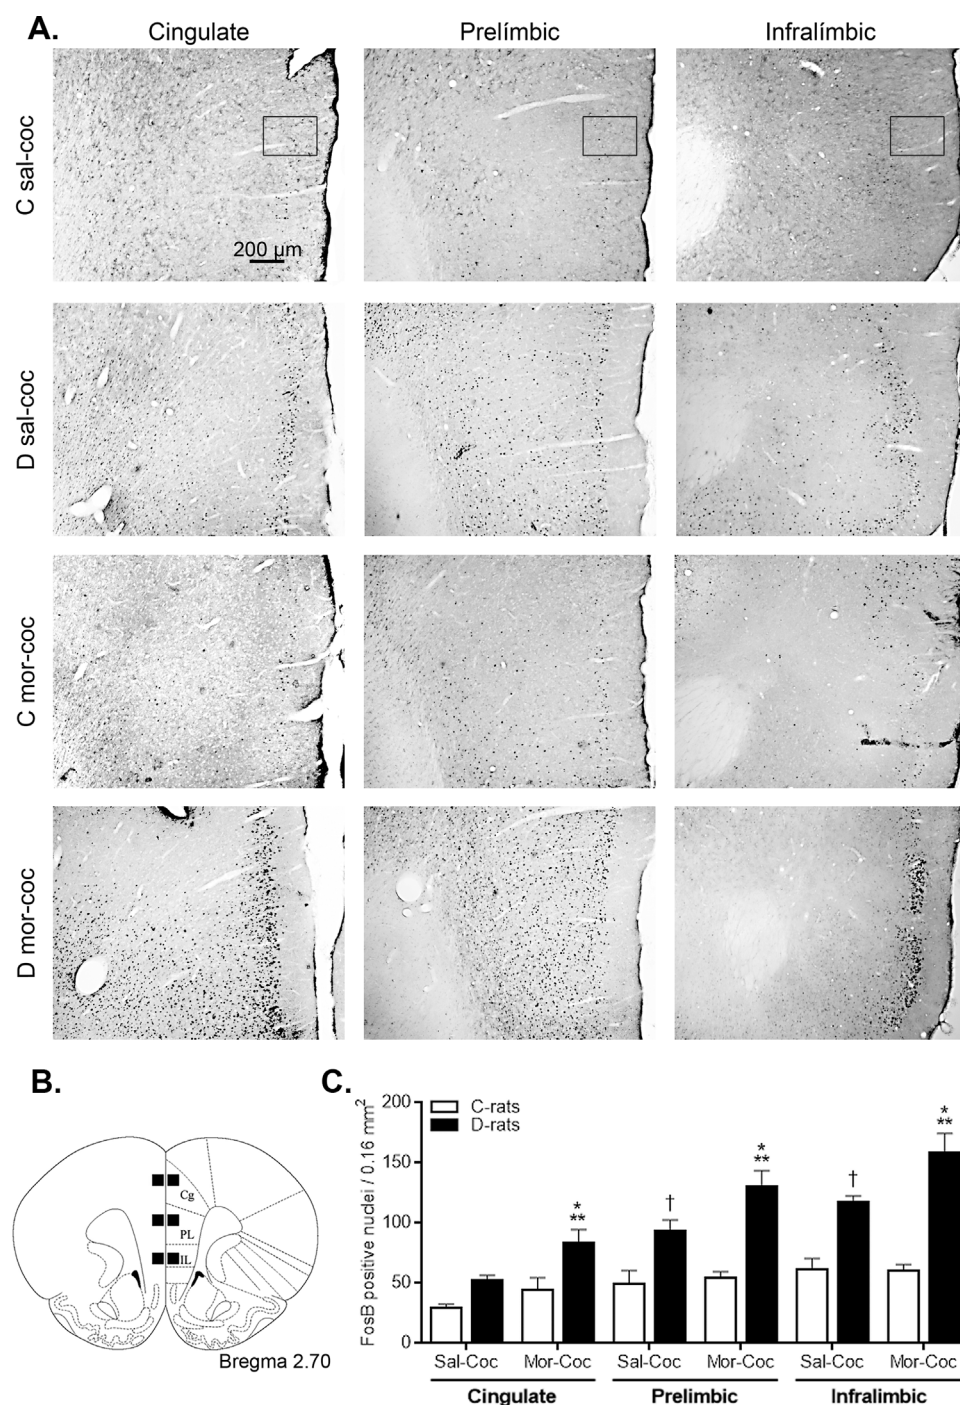 A.
Cingulate Prelímbic Infralímbic
C sal-coc
200 µm
D sal-coc
C mor-coc
D mor-coc
B.
Cg
PL
IL
Bregma 2.70
C.
FosB positive nuclei / 0.16 mm²
C-rats
D-rats
200
150
100
50
0
*
**
†
*
**
†
*
**
Sal-Coc Mor-Coc Sal-Coc Mor-Coc Sal-Coc Mor-Coc
Cingulate Prelimbic Infralimbic